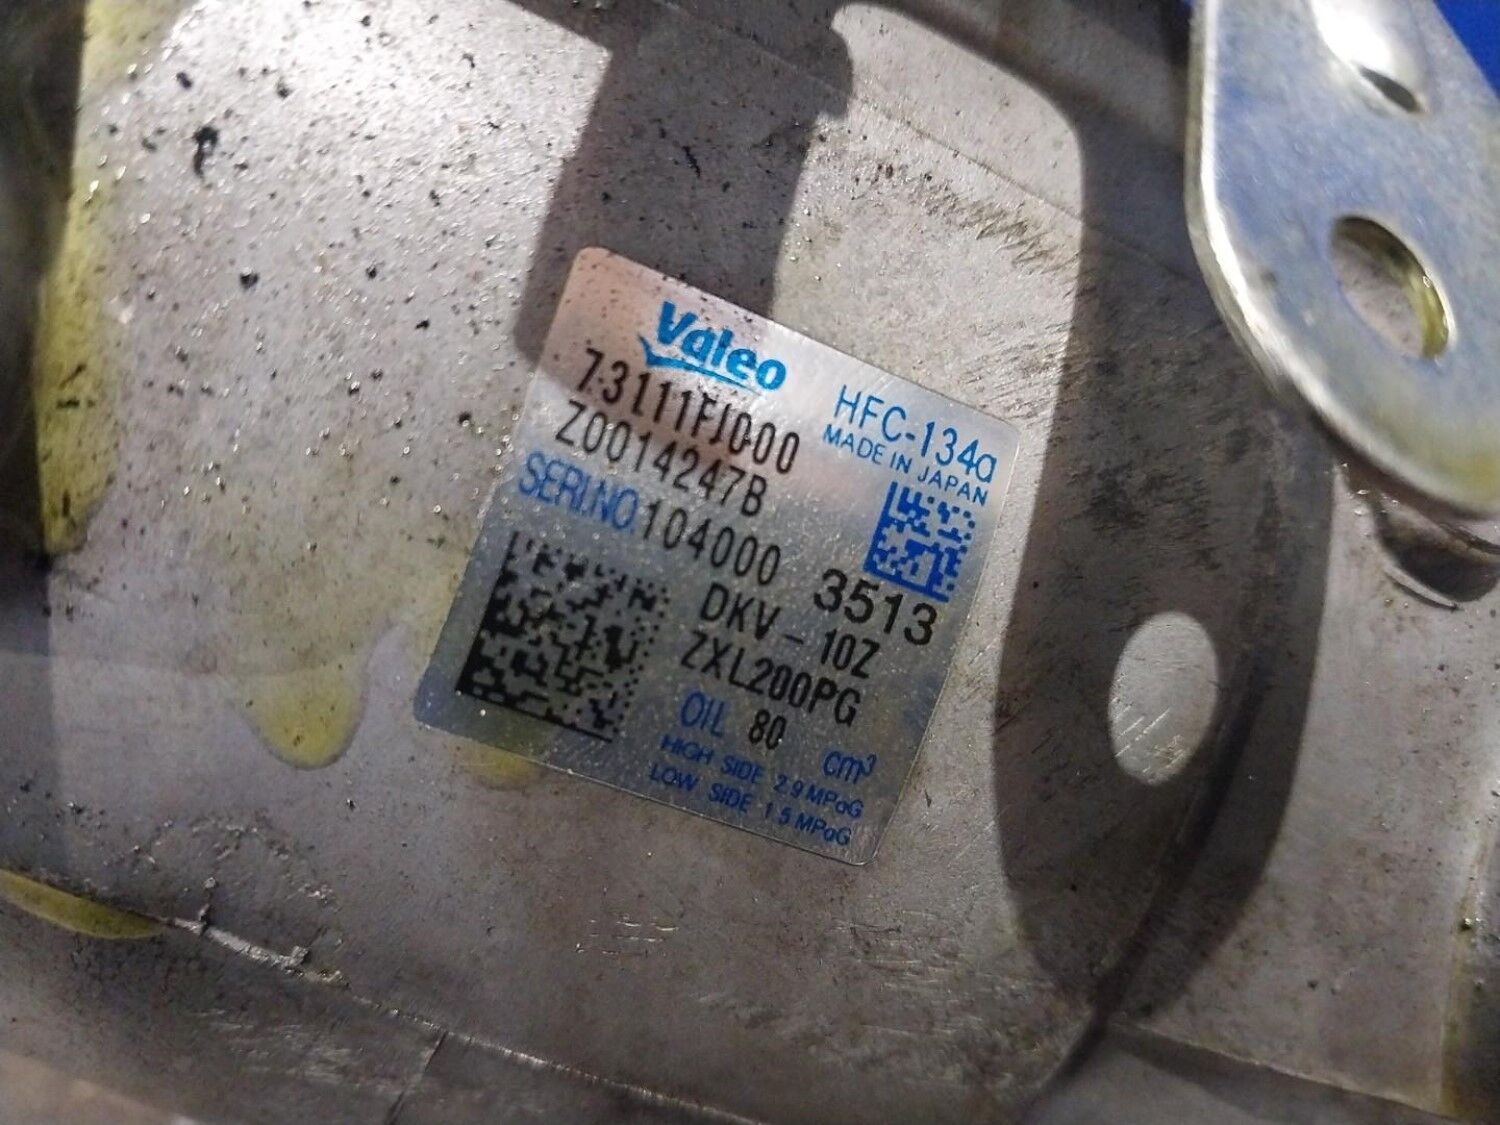 Valeo
73111FJ000
HFC-134a
Z0014247B
MADE IN JAPAN
SERI.NO.104000 3513
DKV-10Z
ZXL200PG
OIL 80 cm³
HIGH SIDE 2.9 MPaG
LOW SIDE 1.5 MPaG